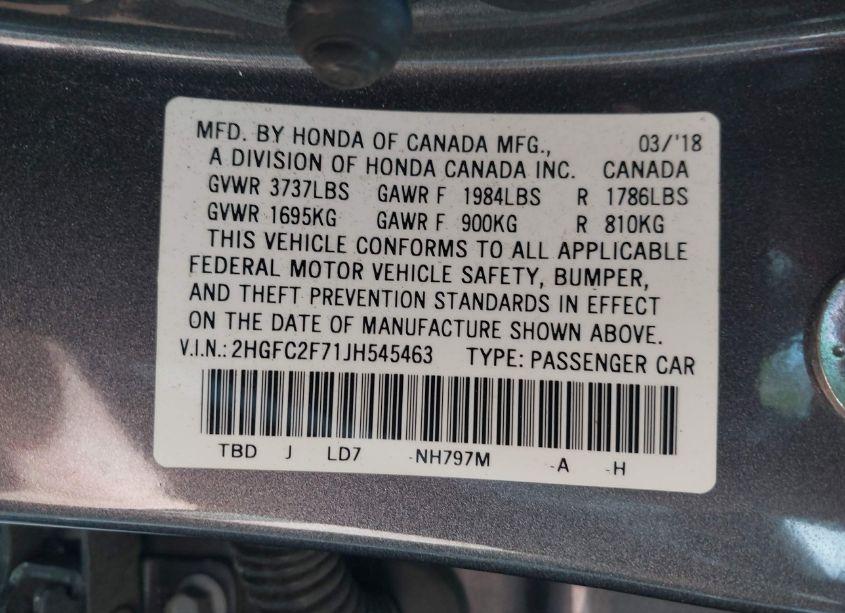 MFD. BY HONDA OF CANADA MFG., 03/'18
A DIVISION OF HONDA CANADA INC. CANADA
GVWR 3737LBS GAWR F 1984LBS R 1786LBS
GVWR 1695KG GAWR F 900KG R 810KG
THIS VEHICLE CONFORMS TO ALL APPLICABLE
FEDERAL MOTOR VEHICLE SAFETY, BUMPER,
AND THEFT PREVENTION STANDARDS IN EFFECT
ON THE DATE OF MANUFACTURE SHOWN ABOVE.
V.I.N.: 2HGFC2F71JH545463 TYPE: PASSENGER CAR
TBD J LD7 -NH797M -A -H